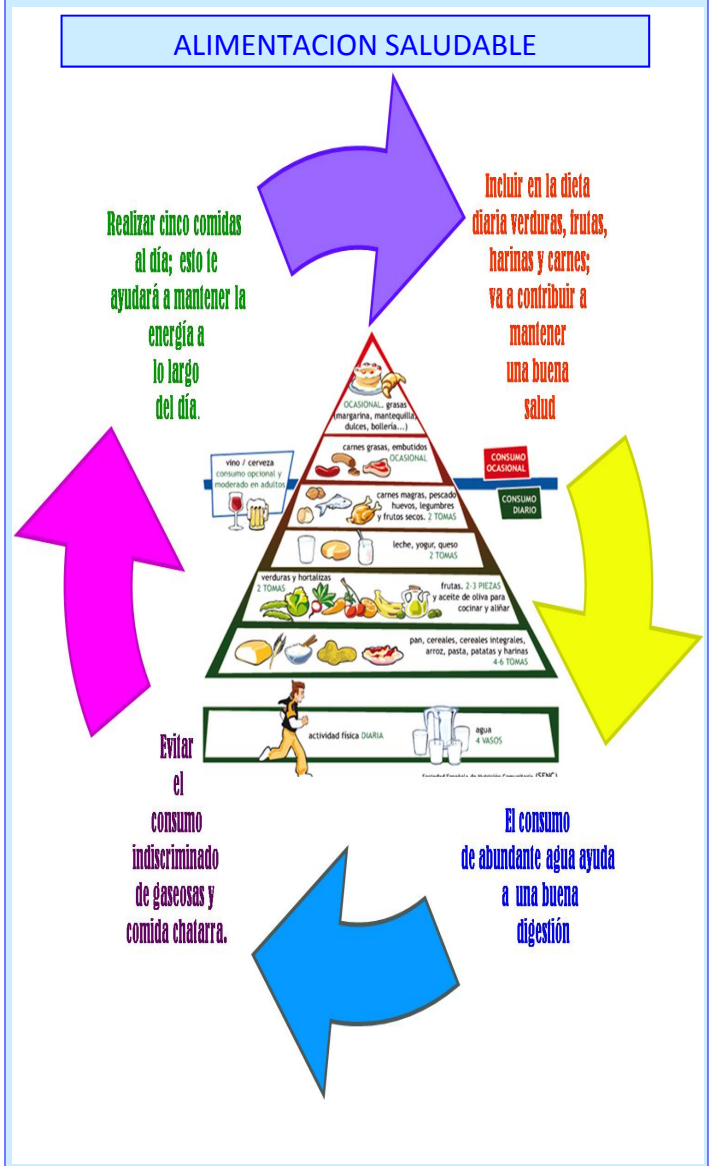 ALIMENTACION SALUDABLE
Realizar cinco comidas
al día; esto te
ayudará a mantener la
energía a
lo largo
del día.
Incluir en la dieta
diaria verduras, frutas,
harinas y carnes;
va a contribuir a
mantener
una buena
salud
OCASIONAL. grasas
(margarina, mantequilla,
dulces, bollería...)
carnes grasas, embutidos
OCASIONAL
vino / cerveza
consumo opcional y
moderado en adultos
CONSUMO
OCASIONAL
CONSUMO
DIARIO
carnes magras, pescado
huevos, legumbres
y frutos secos. 2 TOMAS
leche, yogur, queso
2 TOMAS
verduras y hortalizas
2 TOMAS
frutas. 2-3 PIEZAS
y aceite de oliva para
cocinar y aliñar
pan, cereales, cereales integrales,
arroz, pasta, patatas y harinas
4-6 TOMAS
actividad física DIARIA
agua
4 VASOS
Sociedad Española de Nutrición Comunitaria (SENC)
Evitar
el
consumo
indiscriminado
de gaseosas y
comida chatarra.
El consumo
de abundante agua ayuda
a una buena
digestión